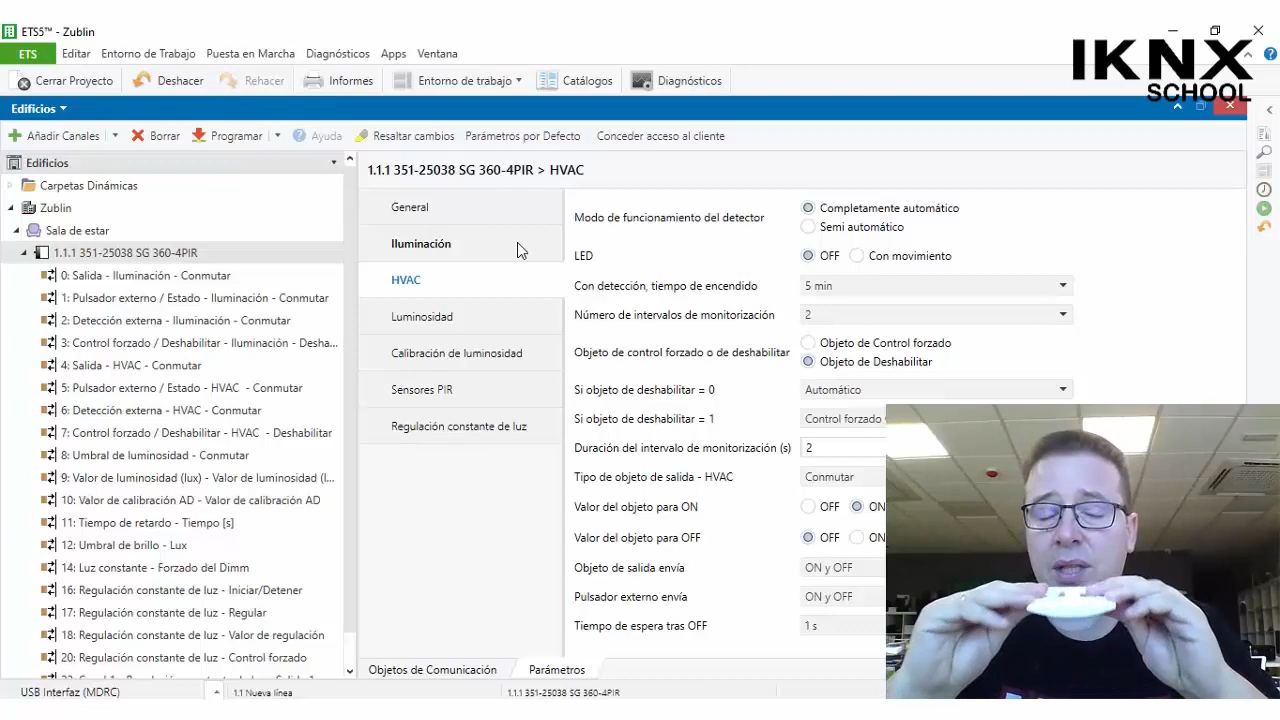 ETS5™ - Zublin
IKNX
SCHOOL
ETS Editar Entorno de Trabajo Puesta en Marcha Diagnósticos Apps Ventana
Cerrar Proyecto Deshacer Rehacer Informes Entorno de trabajo Catálogos Diagnósticos
Edificios
Añadir Canales Borrar Programar Ayuda Resaltar cambios Parámetros por Defecto Conceder acceso al cliente
Edificios
Carpetas Dinámicas
Zublin
Sala de estar
1.1.1 351-25038 SG 360-4PIR
0: Salida - Iluminación - Conmutar
1: Pulsador externo / Estado - Iluminación - Conmutar
2: Detección externa - Iluminación - Conmutar
3: Control forzado / Deshabilitar - Iluminación - Desha...
4: Salida - HVAC - Conmutar
5: Pulsador externo / Estado - HVAC - Conmutar
6: Detección externa - HVAC - Conmutar
7: Control forzado / Deshabilitar - HVAC - Deshabilitar
8: Umbral de luminosidad - Conmutar
9: Valor de luminosidad (lux) - Valor de luminosidad (l...
10: Valor de calibración AD - Valor de calibración AD
11: Tiempo de retardo - Tiempo [s]
12: Umbral de brillo - Lux
14: Luz constante - Forzado del Dimm
16: Regulación constante de luz - Iniciar/Detener
17: Regulación constante de luz - Regular
18: Regulación constante de luz - Valor de regulación
20: Regulación constante de luz - Control forzado
1.1.1 351-25038 SG 360-4PIR > HVAC
General
Iluminación
HVAC
Luminosidad
Calibración de luminosidad
Sensores PIR
Regulación constante de luz
Modo de funcionamiento del detector Completamente automático
Semi automático
LED OFF Con movimiento
Con detección, tiempo de encendido 5 min
Número de intervalos de monitorización 2
Objeto de control forzado o de deshabilitar Objeto de Control forzado
Objeto de Deshabilitar
Si objeto de deshabilitar = 0 Automático
Si objeto de deshabilitar = 1 Control forzado
Duración del intervalo de monitorización (s) 2
Tipo de objeto de salida - HVAC Conmutar
Valor del objeto para ON OFF ON
Valor del objeto para OFF OFF ON
Objeto de salida envía ON y OFF
Pulsador externo envía ON y OFF
Tiempo de espera tras OFF 1 s
Objetos de Comunicación Parámetros
USB Interfaz (MDRC) 1.1 Nueva línea 1.1.1 351-25038 SG 360-4PIR